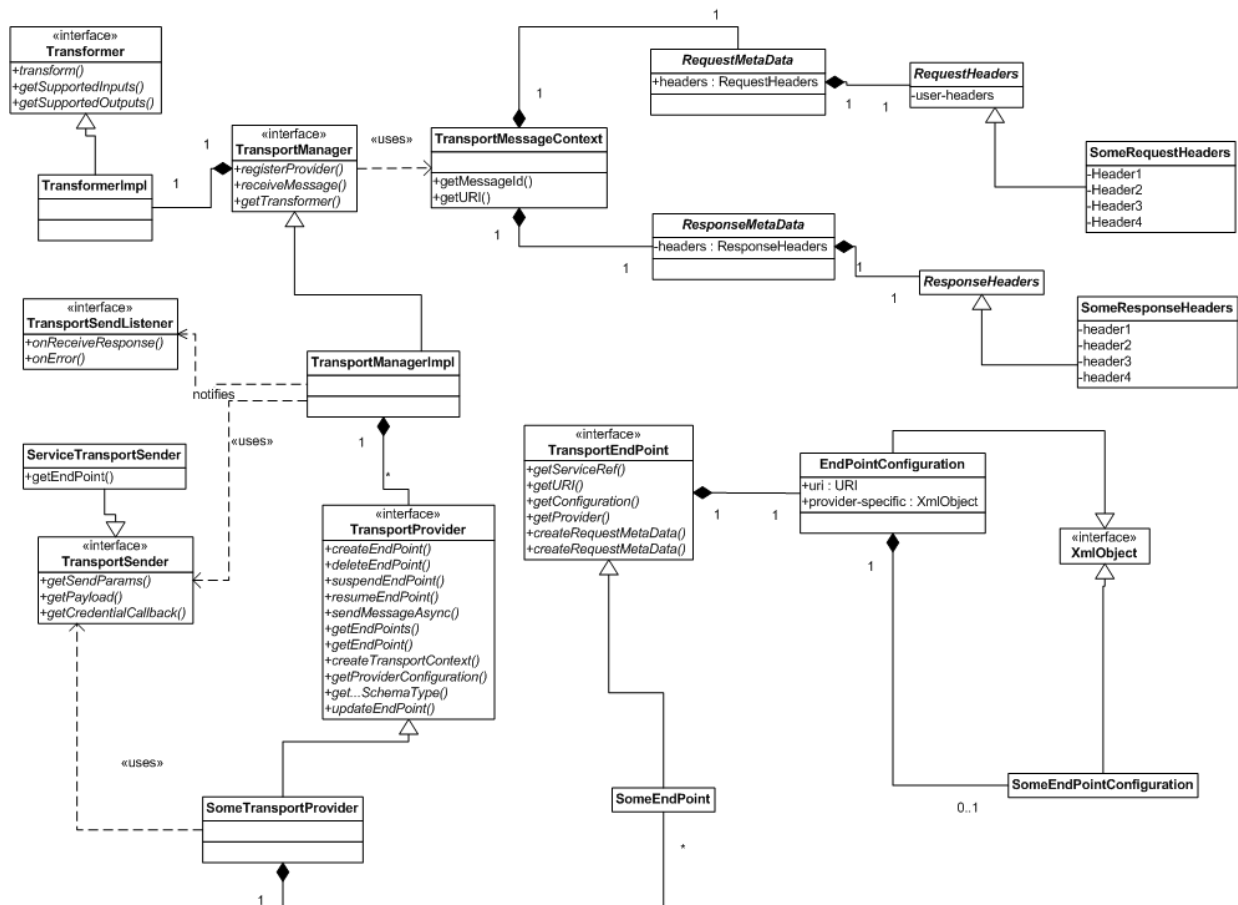 «interface»
Transformer
+transform()
+getSupportedInputs()
+getSupportedOutputs()
TransformerImpl
1
1
«interface»
TransportManager
+registerProvider()
+receiveMessage()
+getTransformer()
«uses»
TransportMessageContext
+getMessageId()
+getURI()
1
1
1
1
RequestMetaData
+headers : RequestHeaders
1
1
RequestHeaders
-user-headers
SomeRequestHeaders
-Header1
-Header2
-Header3
-Header4
ResponseMetaData
-headers : ResponseHeaders
1
1
ResponseHeaders
SomeResponseHeaders
-header1
-header2
-header3
-header4
«interface»
TransportSendListener
+onReceiveResponse()
+onError()
notifies
TransportManagerImpl
«uses»
1
*
ServiceTransportSender
+getEndPoint()
«interface»
TransportSender
+getSendParams()
+getPayload()
+getCredentialCallback()
«interface»
TransportProvider
+createEndPoint()
+deleteEndPoint()
+suspendEndPoint()
+resumeEndPoint()
+sendMessageAsync()
+getEndPoints()
+getEndPoint()
+createTransportContext()
+getProviderConfiguration()
+get...SchemaType()
+updateEndPoint()
«interface»
TransportEndPoint
+getServiceRef()
+getURI()
+getConfiguration()
+getProvider()
+createRequestMetaData()
+createRequestMetaData()
1
1
EndPointConfiguration
+uri : URI
+provider-specific : XmlObject
1
«interface»
XmlObject
«uses»
SomeTransportProvider
1
SomeEndPoint
*
SomeEndPointConfiguration
0..1